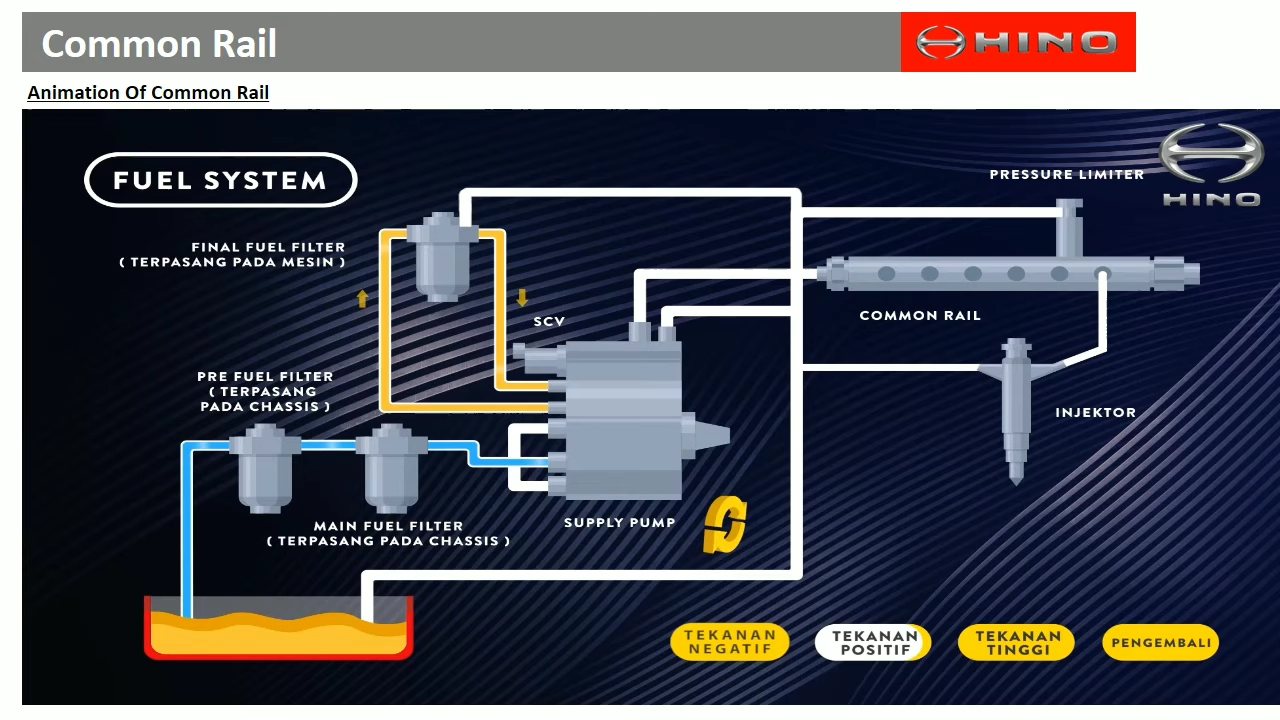 Common Rail
HINO
Animation Of Common Rail
FUEL SYSTEM
PRESSURE LIMITER
HINO
FINAL FUEL FILTER
( TERPASANG PADA MESIN )
SCV
COMMON RAIL
PRE FUEL FILTER
( TERPASANG
PADA CHASSIS )
INJEKTOR
MAIN FUEL FILTER
( TERPASANG PADA CHASSIS )
SUPPLY PUMP
TEKANAN
NEGATIF
TEKANAN
POSITIF
TEKANAN
TINGGI
PENGEMBALI